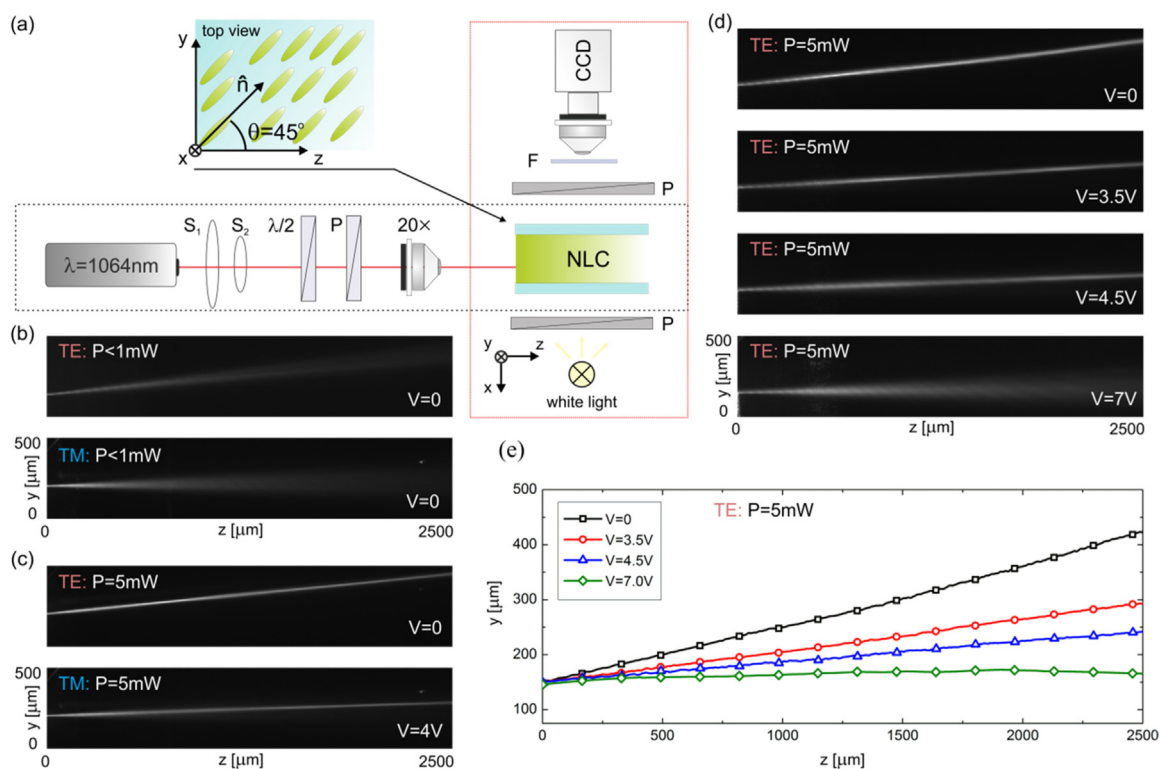 (a)
top view
y
n̂
θ=45°
x
z
CCD
F
P
S1
S2
λ/2
P
20×
λ=1064nm
NLC
P
y
z
x
white light
(b)
TE: P<1mW
V=0
500
y [μm]
0
TM: P<1mW
V=0
0
z [μm]
2500
(c)
TE: P=5mW
V=0
500
y [μm]
0
TM: P=5mW
V=4V
0
z [μm]
2500
(d)
TE: P=5mW
V=0
TE: P=5mW
V=3.5V
TE: P=5mW
V=4.5V
500
y [μm]
0
TE: P=5mW
V=7V
0
z [μm]
2500
(e)
TE: P=5mW
V=0
V=3.5V
V=4.5V
V=7.0V
500
400
300
200
100
y [μm]
0
500
1000
1500
2000
2500
z [μm]